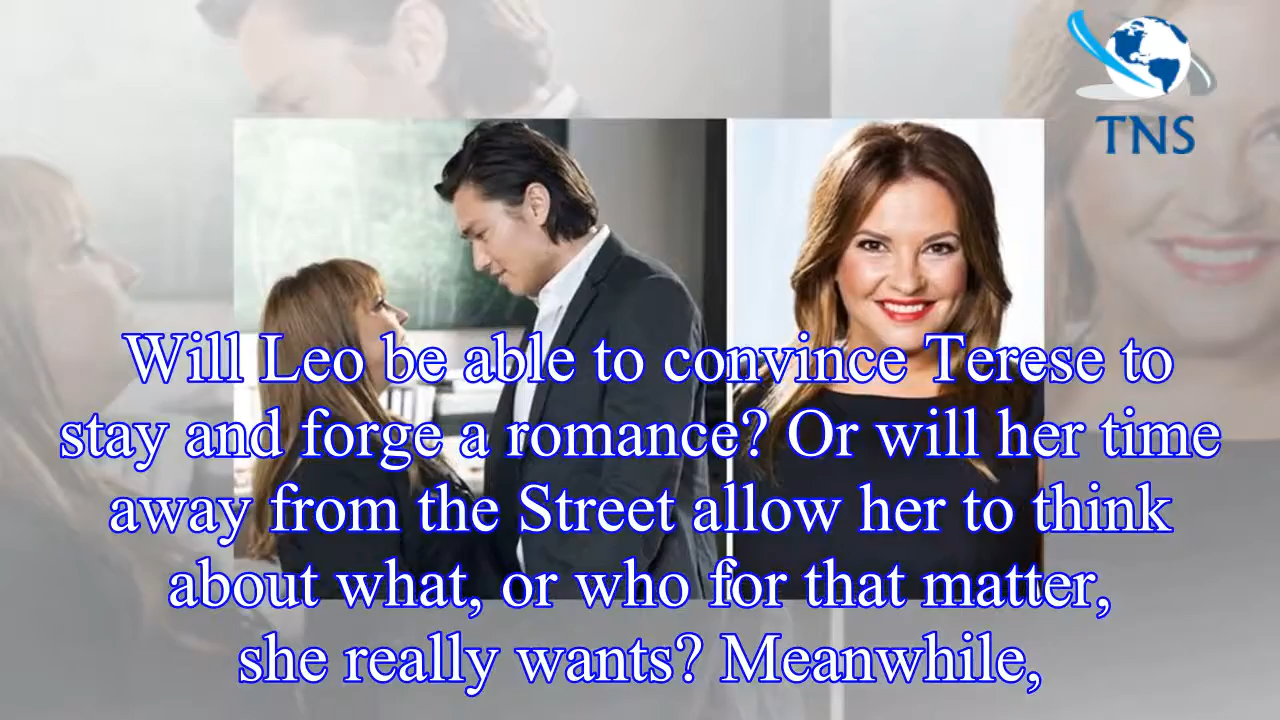 TNS
Will Leo be able to convince Terese to
stay and forge a romance? Or will her time
away from the Street allow her to think
about what, or who for that matter,
she really wants? Meanwhile,